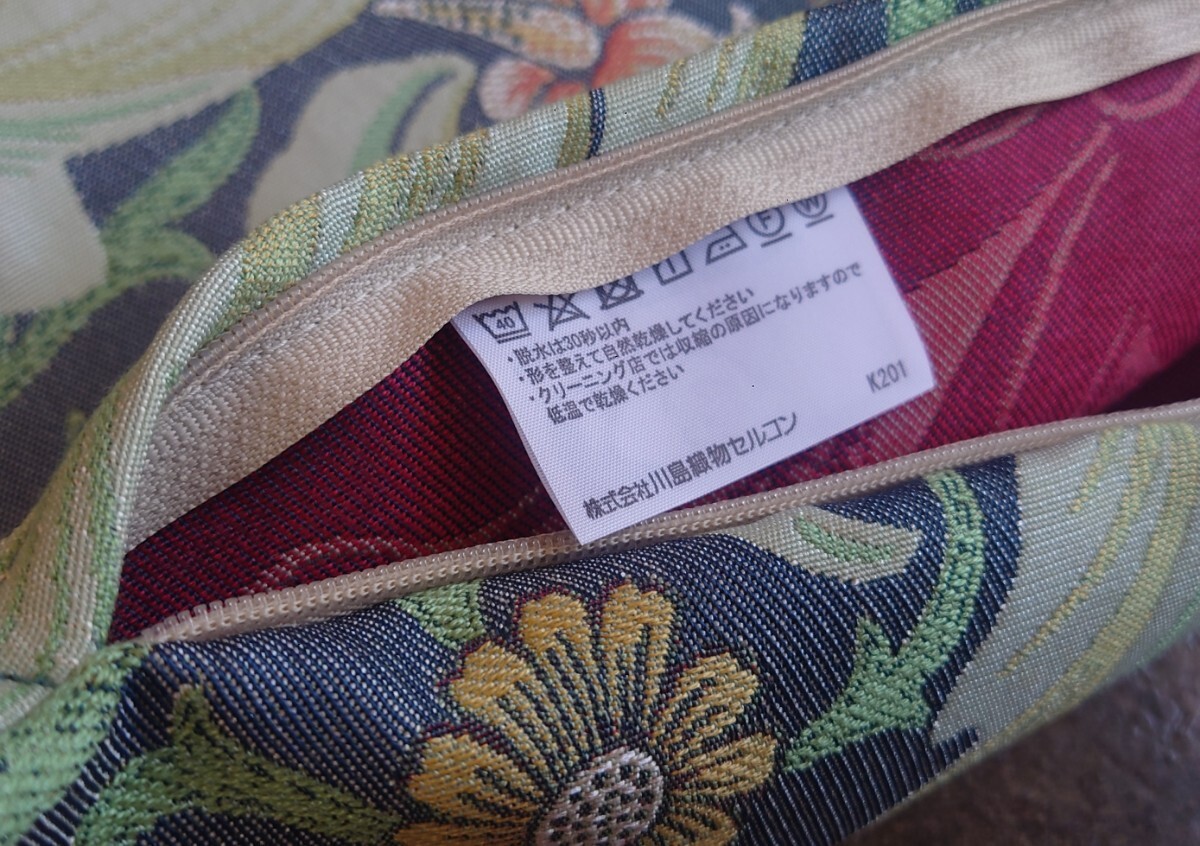 40 F W
・脱水は30秒以内
・形を整えて自然乾燥してください
・クリーニング店では収縮の原因になりますので
低温で乾燥ください
K201
株式会社川島織物セルコン